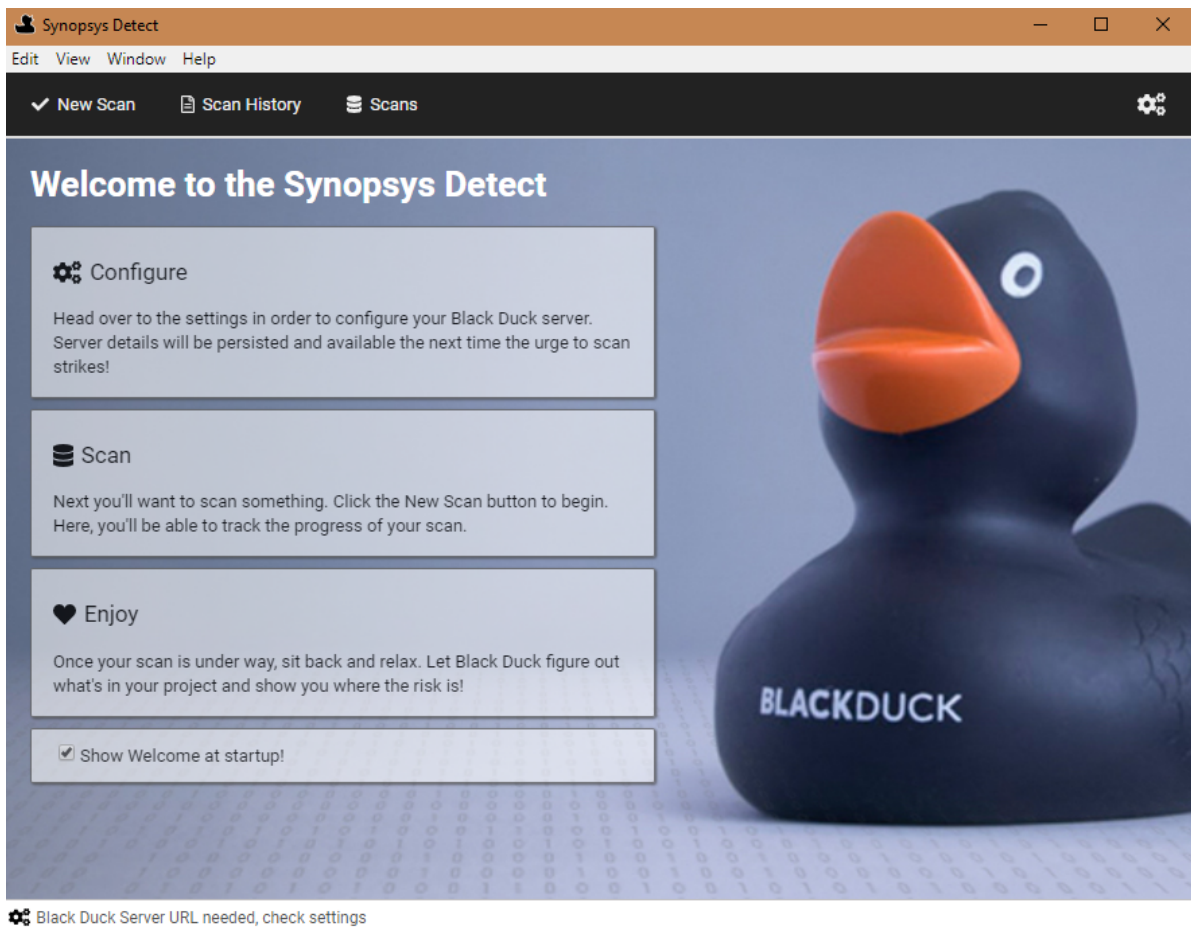 Synopsys Detect
Edit View Window Help
New Scan Scan History Scans
Welcome to the Synopsys Detect
Configure
Head over to the settings in order to configure your Black Duck server.
Server details will be persisted and available the next time the urge to scan
strikes!
Scan
Next you'll want to scan something. Click the New Scan button to begin.
Here, you'll be able to track the progress of your scan.
Enjoy
Once your scan is under way, sit back and relax. Let Black Duck figure out
what's in your project and show you where the risk is!
BLACKDUCK
Show Welcome at startup!
Black Duck Server URL needed, check settings